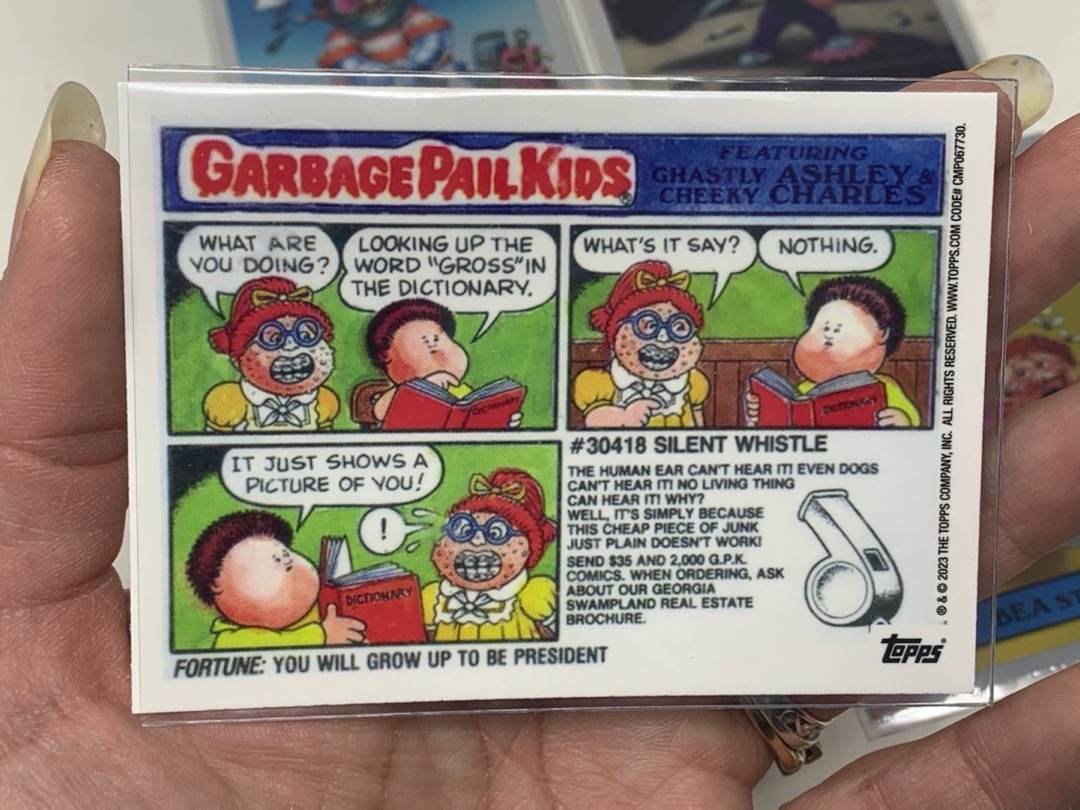 GARBAGE PAIL KIDS®
FEATURING
GHASTLY ASHLEY &
CHEEKY CHARLES
WHAT ARE
YOU DOING?
LOOKING UP THE
WORD "GROSS" IN
THE DICTIONARY.
DICTIONARY
WHAT'S IT SAY?
NOTHING.
DICTIONARY
IT JUST SHOWS A
PICTURE OF YOU!
!
DICTIONARY
#30418 SILENT WHISTLE
THE HUMAN EAR CAN'T HEAR IT! EVEN DOGS
CAN'T HEAR IT! NO LIVING THING
CAN HEAR IT! WHY?
WELL, IT'S SIMPLY BECAUSE
THIS CHEAP PIECE OF JUNK
JUST PLAIN DOESN'T WORK!
SEND $35 AND 2,000 G.P.K.
COMICS. WHEN ORDERING, ASK
ABOUT OUR GEORGIA
SWAMPLAND REAL ESTATE
BROCHURE.
FORTUNE: YOU WILL GROW UP TO BE PRESIDENT
topps®
® & © 2023 THE TOPPS COMPANY, INC. ALL RIGHTS RESERVED. WWW.TOPPS.COM CODE# CMP067730.
BEA ST